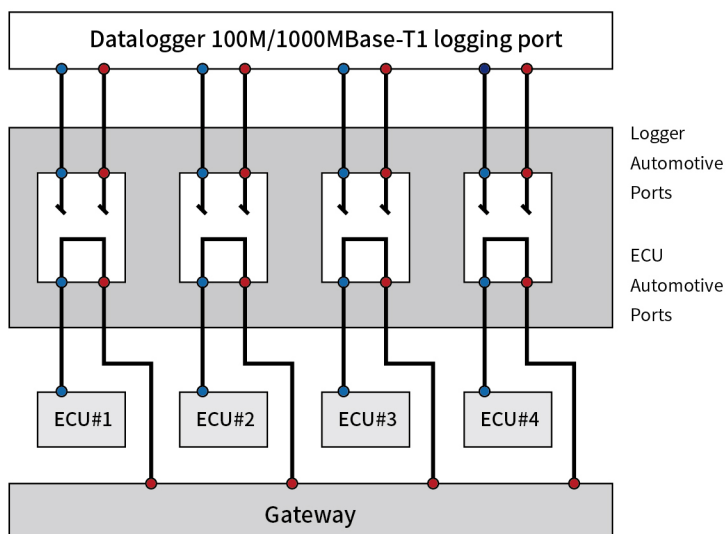 Datalogger 100M/1000MBase-T1 logging port
Logger
Automotive
Ports
ECU
Automotive
Ports
ECU#1
ECU#2
ECU#3
ECU#4
Gateway